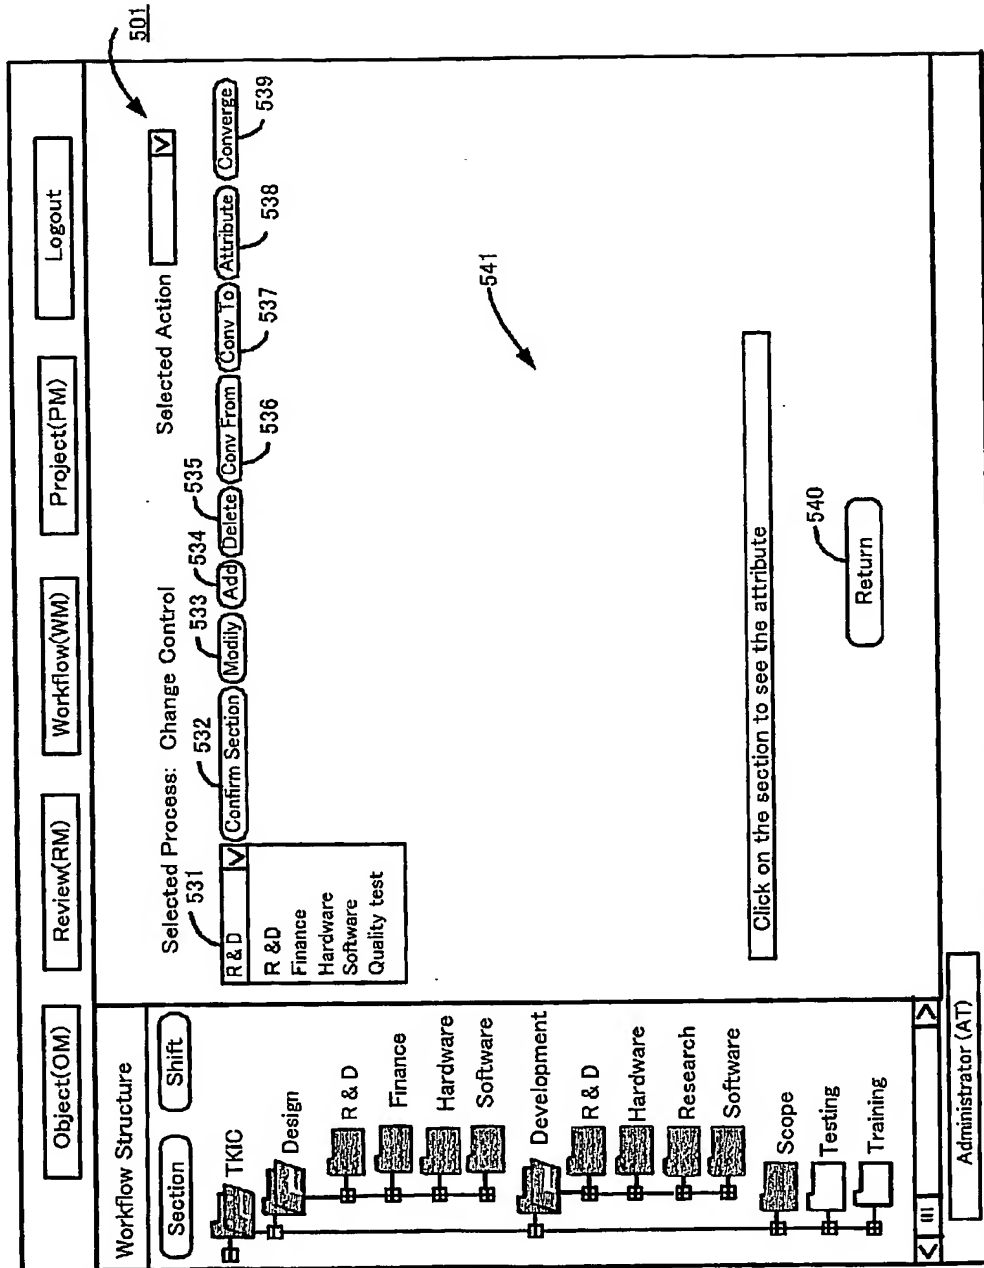 501
Object(OM)
Review(RM)
Workflow(WM)
Project(PM)
Logout
Workflow Structure
Section
Shift
TKIC
Design
R & D
Finance
Hardware
Software
Development
R & D
Hardware
Research
Software
Scope
Testing
Training
Selected Process: Change Control
Selected Action
531
532
533
534
535
R & D
Confirm Section
Modify
Add
Delete
Conv From
Conv To
Attribute
Converge
536
537
538
539
R &D
Finance
Hardware
Software
Quality test
541
Click on the section to see the attribute
540
Return
Administrator (AT)